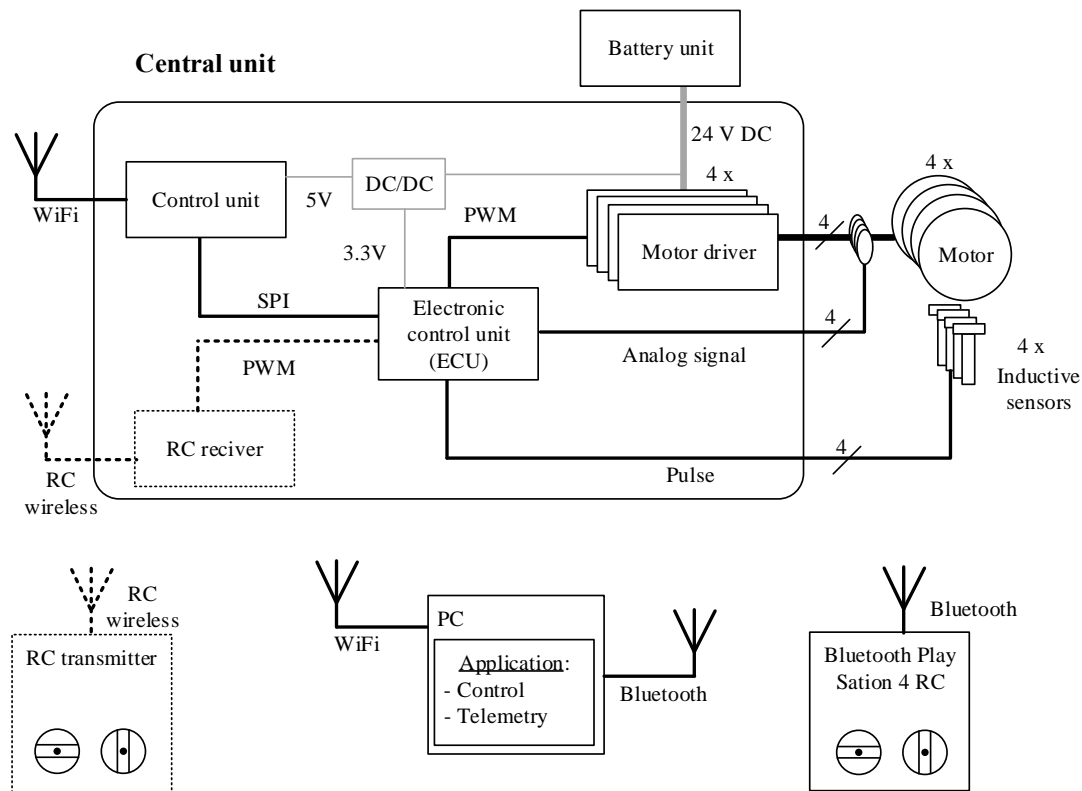 Battery unit
Central unit
24 V DC
4 x
4 x
WiFi
Control unit
5V
DC/DC
PWM
4
Motor driver
Motor
3.3V
SPI
Electronic
control unit
(ECU)
4
Analog signal
4 x
Inductive
sensors
PWM
RC reciver
RC
wireless
4
Pulse
RC
wireless
RC transmitter
WiFi
PC
Application:
- Control
- Telemetry
Bluetooth
Bluetooth
Bluetooth Play
Sation 4 RC